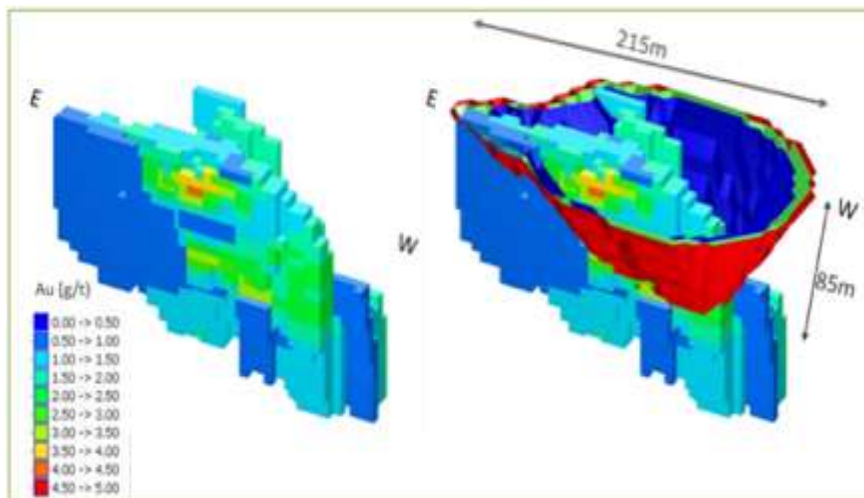 E
W
Au (g/t)
0.00 -> 0.50
0.50 -> 1.00
1.00 -> 1.50
1.50 -> 2.00
2.00 -> 2.50
2.50 -> 3.00
3.00 -> 3.50
3.50 -> 4.00
4.00 -> 4.50
4.50 -> 5.00
215m
E
W
85m